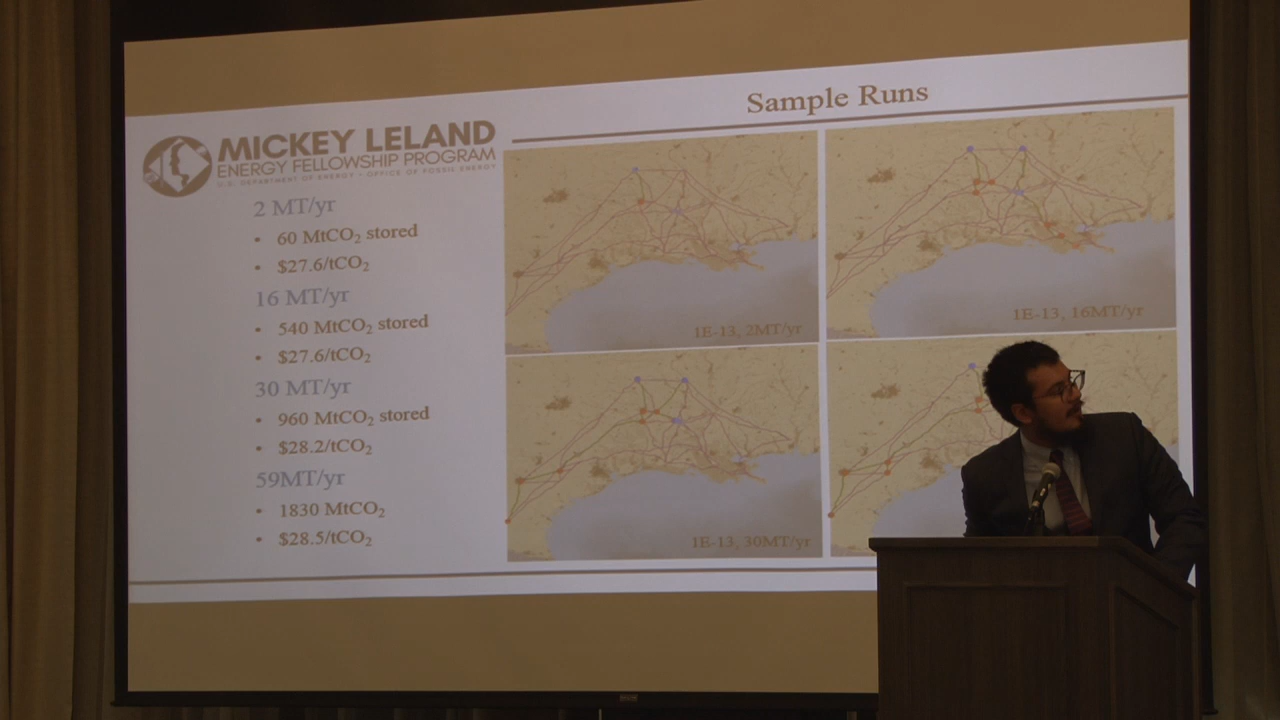 Sample Runs
MICKEY LELAND
ENERGY FELLOWSHIP PROGRAM
U.S. DEPARTMENT OF ENERGY • OFFICE OF FOSSIL ENERGY
2 MT/yr
• 60 MtCO₂ stored
• $27.6/tCO₂
16 MT/yr
• 540 MtCO₂ stored
• $27.6/tCO₂
30 MT/yr
• 960 MtCO₂ stored
• $28.2/tCO₂
59MT/yr
• 1830 MtCO₂
• $28.5/tCO₂
1E-13, 2MT/yr
1E-13, 16MT/yr
1E-13, 30MT/yr